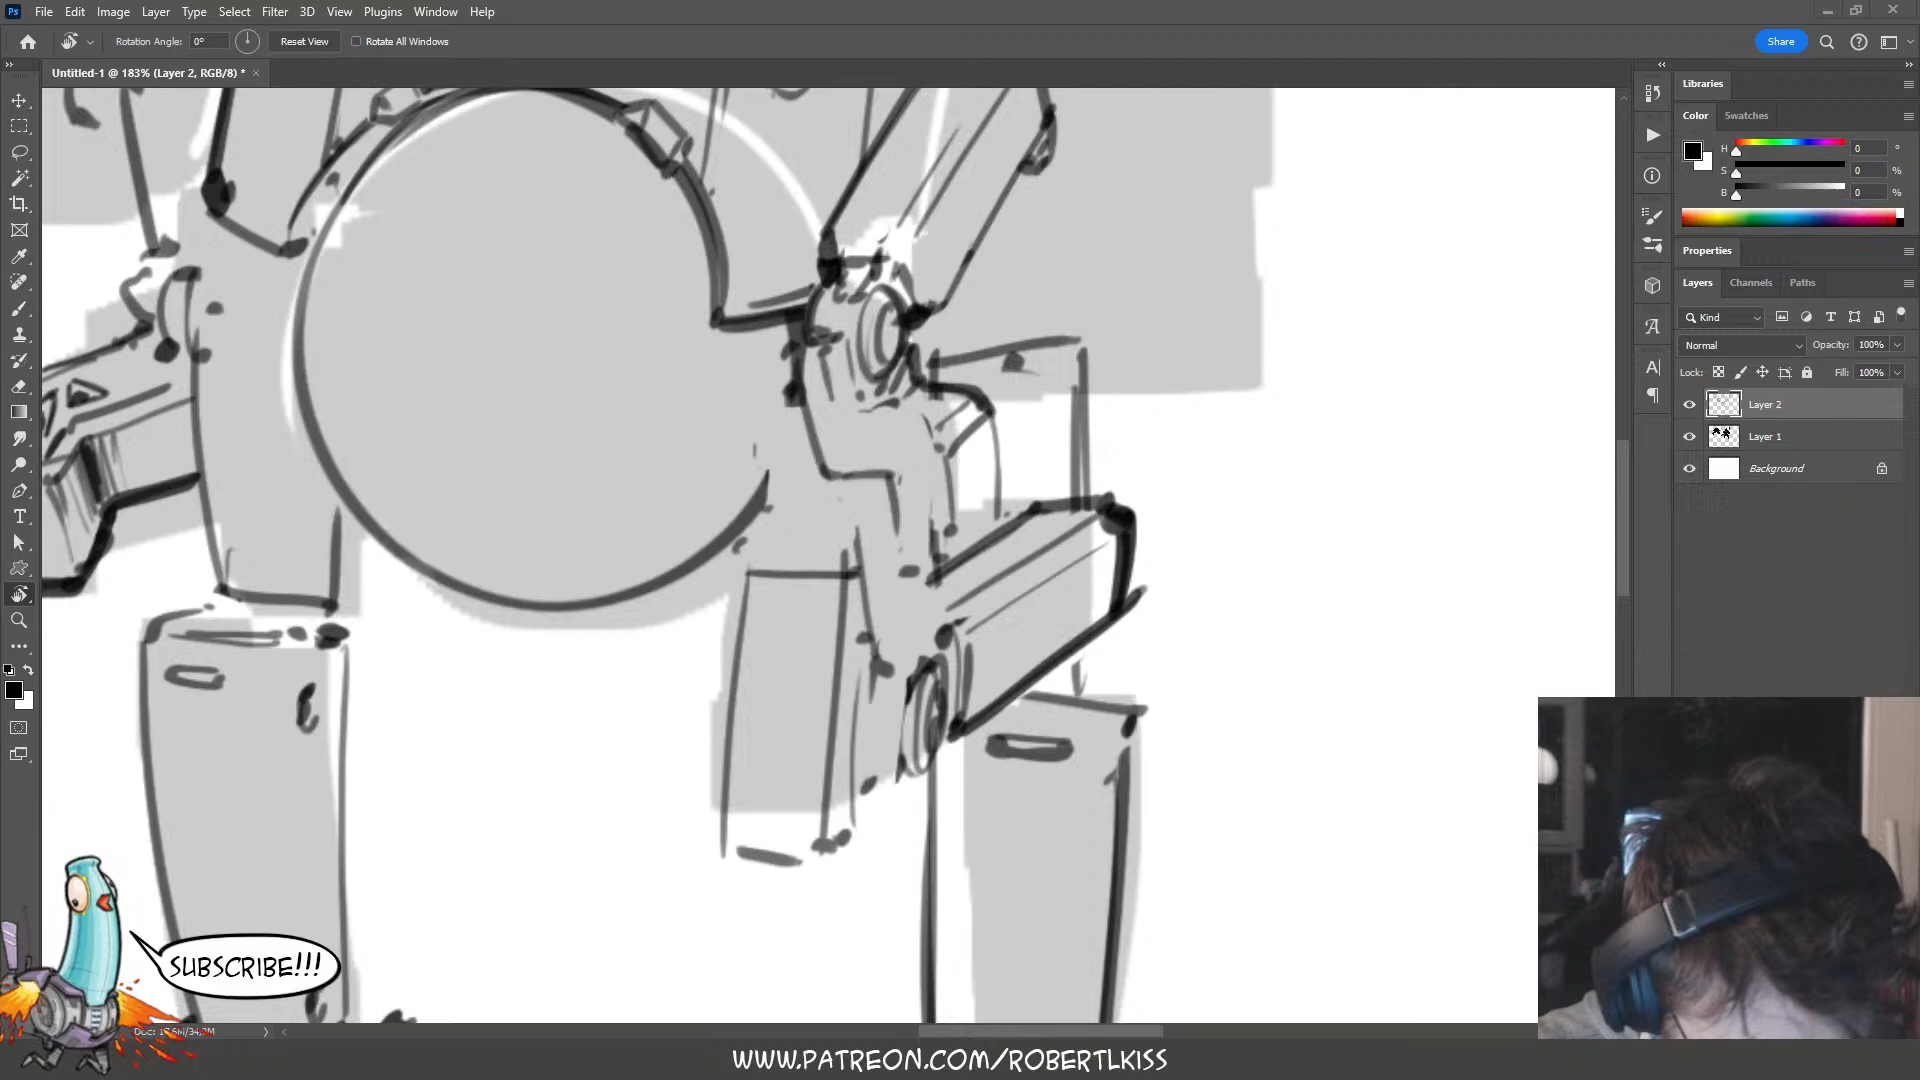 Ps File Edit Image Layer Type Select Filter 3D View Plugins Window Help
Rotation Angle: 0° Reset View Rotate All Windows Share
Untitled-1 @ 183% (Layer 2, RGB/8) *
Libraries
Color Swatches
H 0 °
S 0 %
B 0 %
Properties
Layers Channels Paths
Kind
Normal Opacity: 100%
Lock: Fill: 100%
Layer 2
Layer 1
Background
SUBSCRIBE!!!
WWW.PATREON.COM/ROBERTLKISS